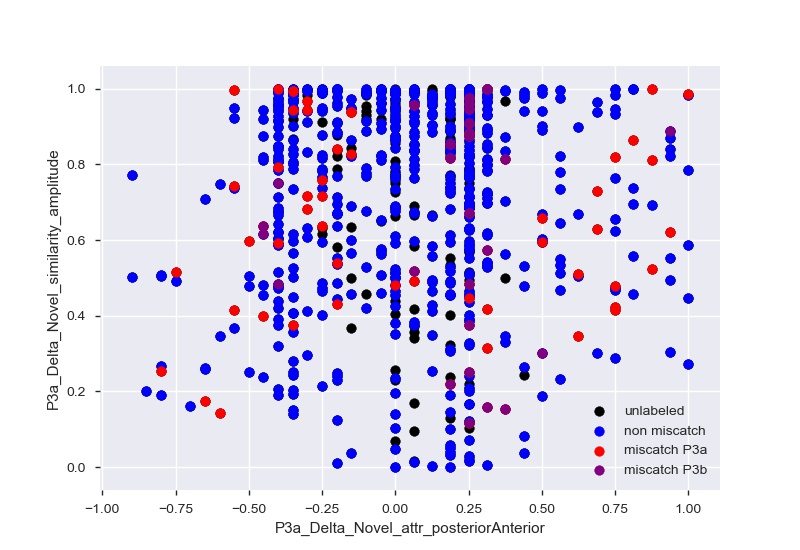 1.0
0.8
0.6
0.4
0.2
0.0
P3a_Delta_Novel_similarity_amplitude
unlabeled
non miscatch
miscatch P3a
miscatch P3b
−1.00 −0.75 −0.50 −0.25 0.00 0.25 0.50 0.75 1.00
P3a_Delta_Novel_attr_posteriorAnterior